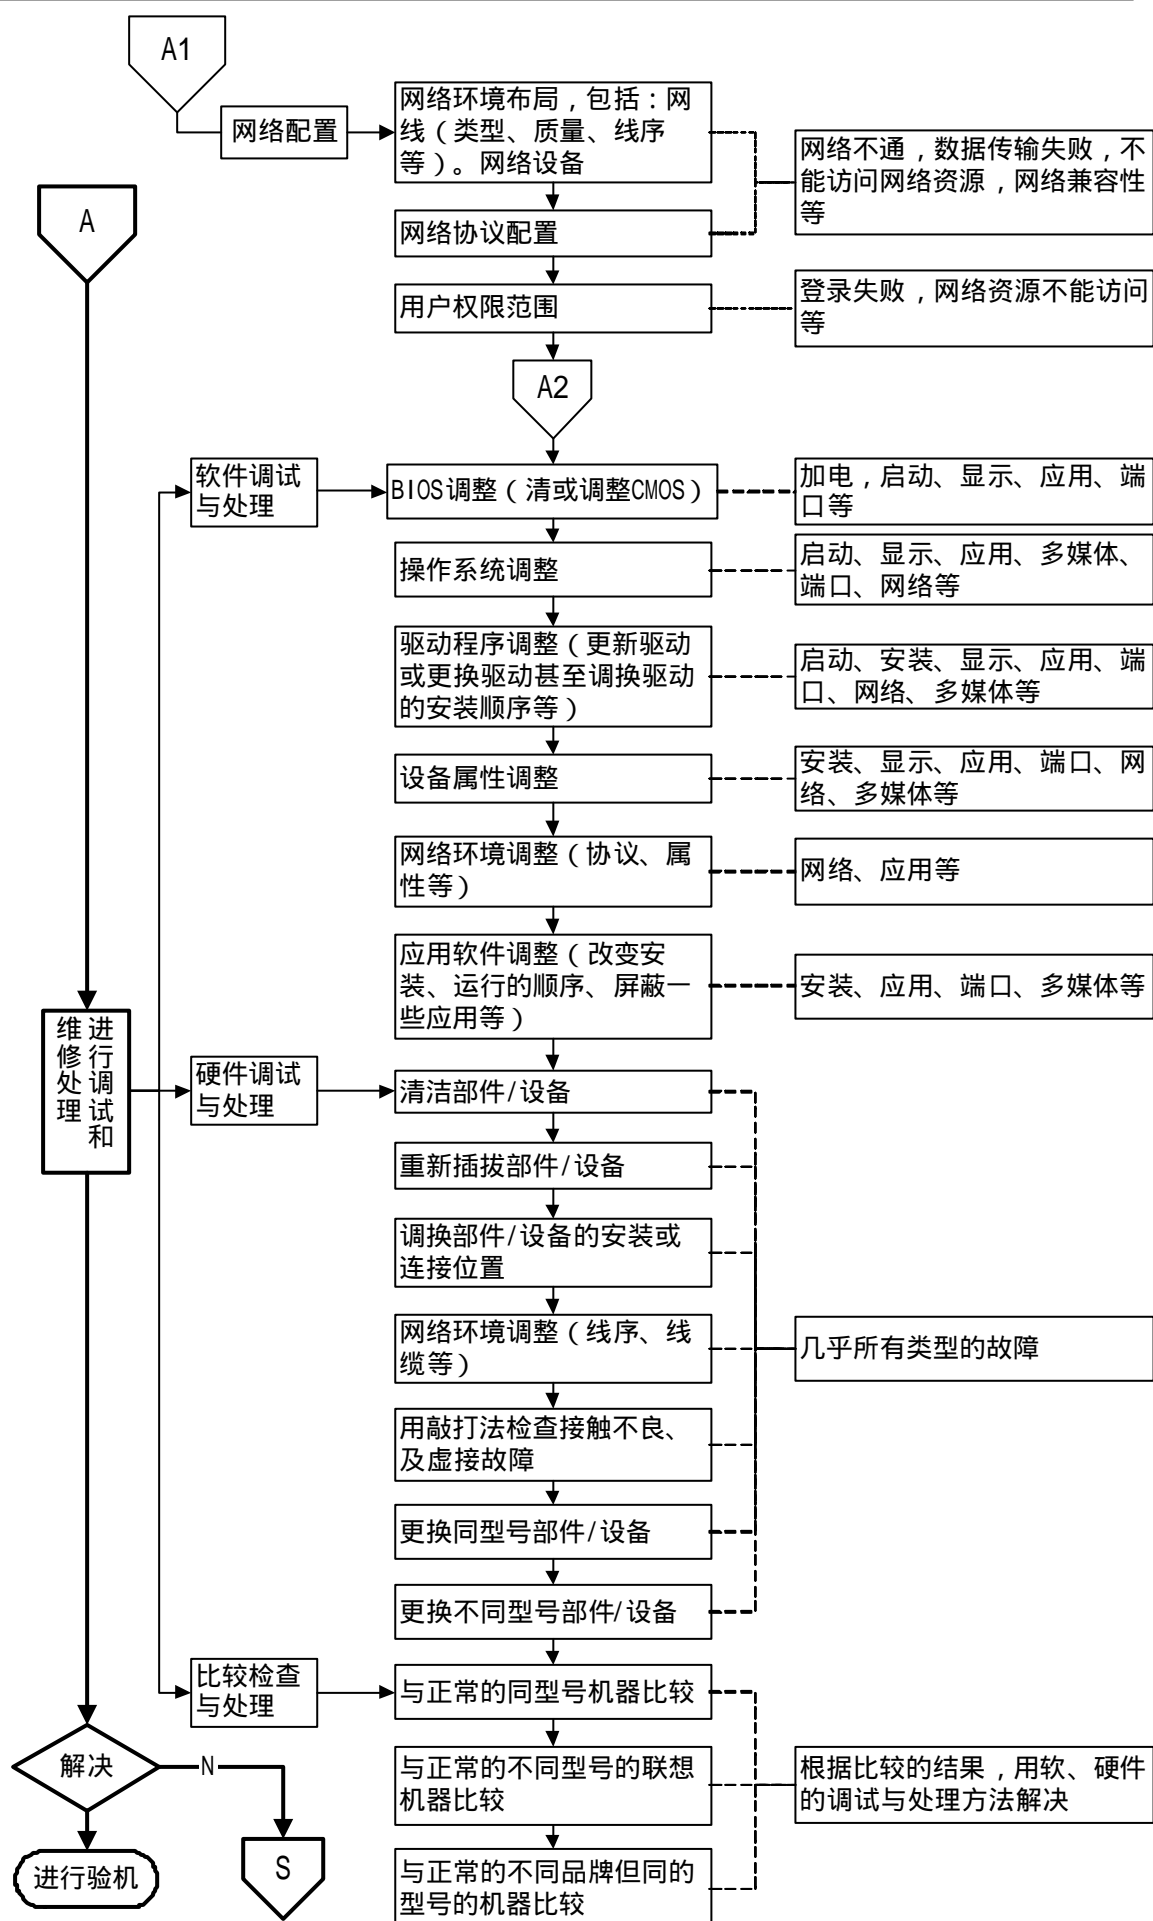 A1
网络配置
网络环境布局，包括：网
线（类型、质量、线序
等）。网络设备
网络不通，数据传输失败，不
能访问网络资源，网络兼容性
等
A
网络协议配置
用户权限范围
登录失败，网络资源不能访问
等
A2
软件调试
与处理
BIOS调整（清或调整CMOS）
加电，启动、显示、应用、端
口等
操作系统调整
启动、显示、应用、多媒体、
端口、网络等
驱动程序调整（更新驱动
或更换驱动甚至调换驱动
的安装顺序等）
启动、安装、显示、应用、端
口、网络、多媒体等
设备属性调整
安装、显示、应用、端口、网
络、多媒体等
网络环境调整（协议、属
性等）
网络、应用等
应用软件调整（改变安
装、运行的顺序、屏蔽一
些应用等）
安装、应用、端口、多媒体等
进行调试和
维修处理
硬件调试
与处理
清洁部件/设备
重新插拔部件/设备
调换部件/设备的安装或
连接位置
网络环境调整（线序、线
缆等）
几乎所有类型的故障
用敲打法检查接触不良、
及虚接故障
更换同型号部件/设备
更换不同型号部件/设备
比较检查
与处理
与正常的同型号机器比较
解决
N
与正常的不同型号的联想
机器比较
根据比较的结果，用软、硬件
的调试与处理方法解决
进行验机
S
与正常的不同品牌但同的
型号的机器比较